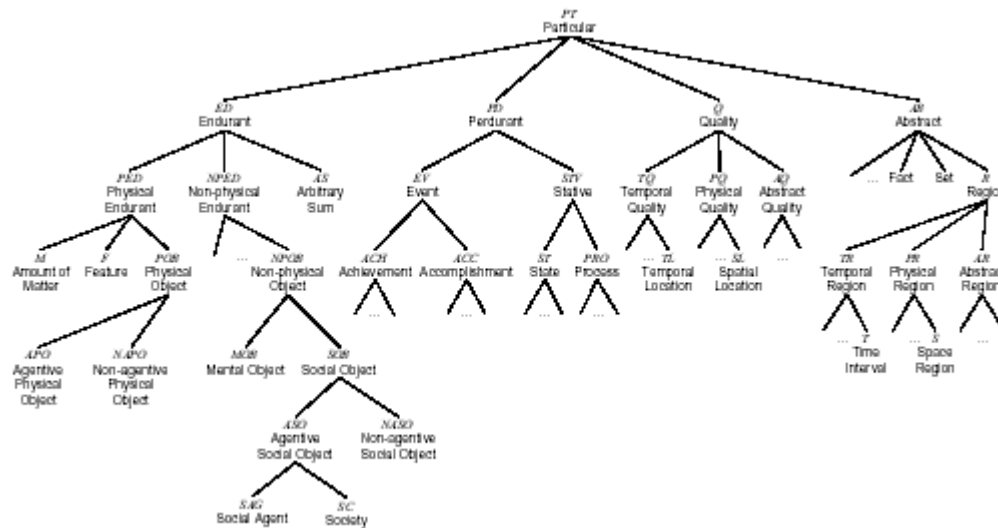 PT
Particular
ED
Endurant
PD
Perdurant
Q
Quality
AB
Abstract
PED
Physical
Endurant
NPED
Non-physical
Endurant
AS
Arbitrary
Sum
EV
Event
STV
Stative
TQ
Temporal
Quality
PQ
Physical
Quality
AQ
Abstract
Quality
...
Fact
Set
R
Region
M
Amount of
Matter
F
Feature
POB
Physical
Object
...
NPOB
Non-physical
Object
ACH
Achievement
ACC
Accomplishment
ST
State
PRO
Process
... TL
Temporal
Location
... SL
Spatial
Location
...
TR
Temporal
Region
PR
Physical
Region
AR
Abstract
Region
...
...
...
...
... T
Time
Interval
... S
Space
Region
...
APO
Agentive
Physical
Object
NAPO
Non-agentive
Physical
Object
MOB
Mental Object
SOB
Social Object
ASO
Agentive
Social Object
NASO
Non-agentive
Social Object
SAG
Social Agent
SC
Society